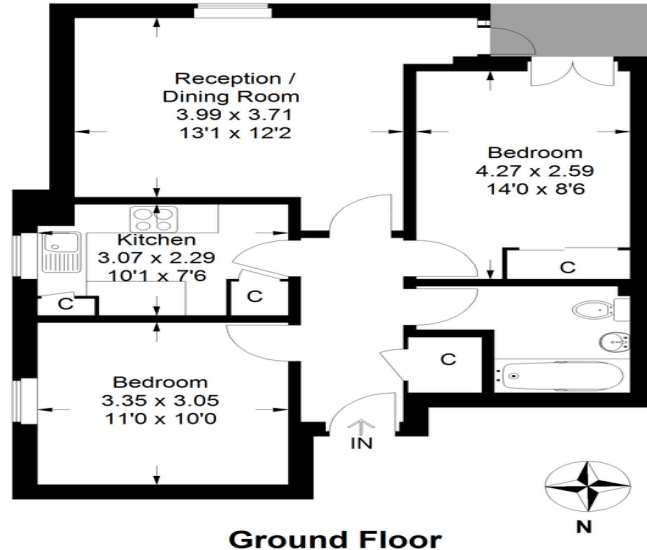 Reception /
Dining Room
3.99 x 3.71
13'1 x 12'2
Bedroom
4.27 x 2.59
14'0 x 8'6
C
Kitchen
3.07 x 2.29
10'1 x 7'6
C
C
C
Bedroom
3.35 x 3.05
11'0 x 10'0
IN
N
Ground Floor